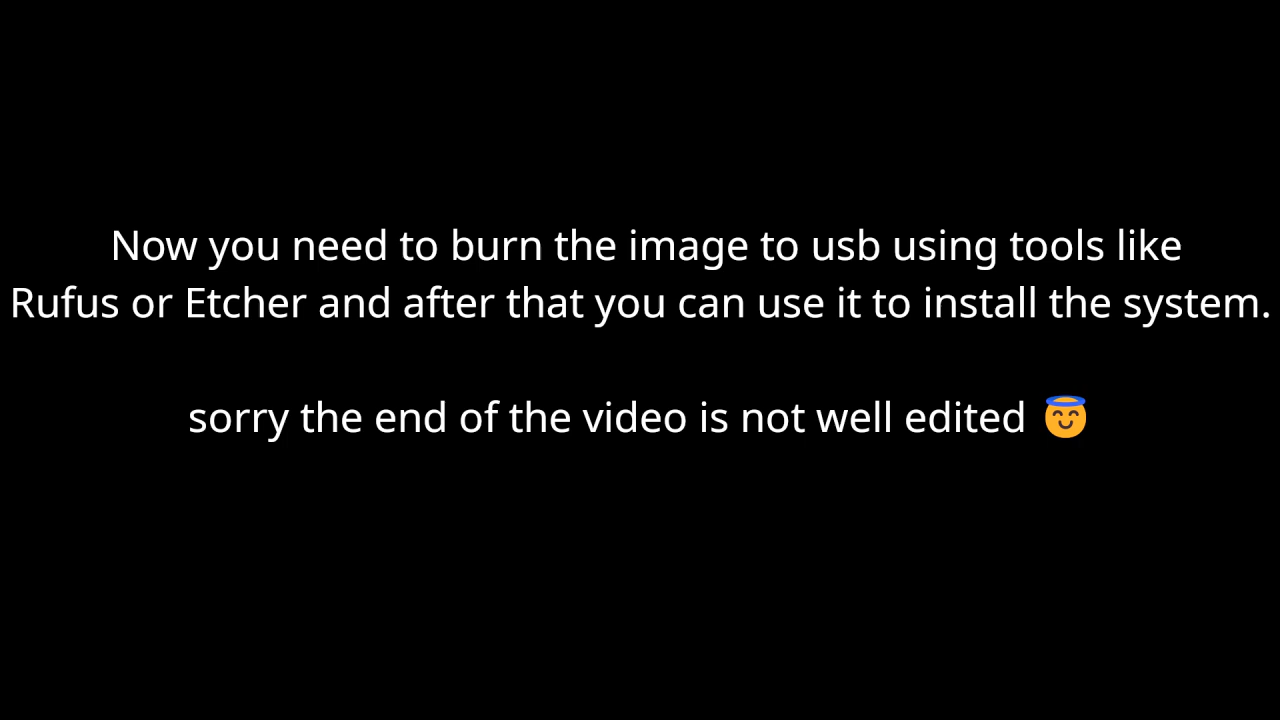 Now you need to burn the image to usb using tools like
Rufus or Etcher and after that you can use it to install the system.
sorry the end of the video is not well edited 😇